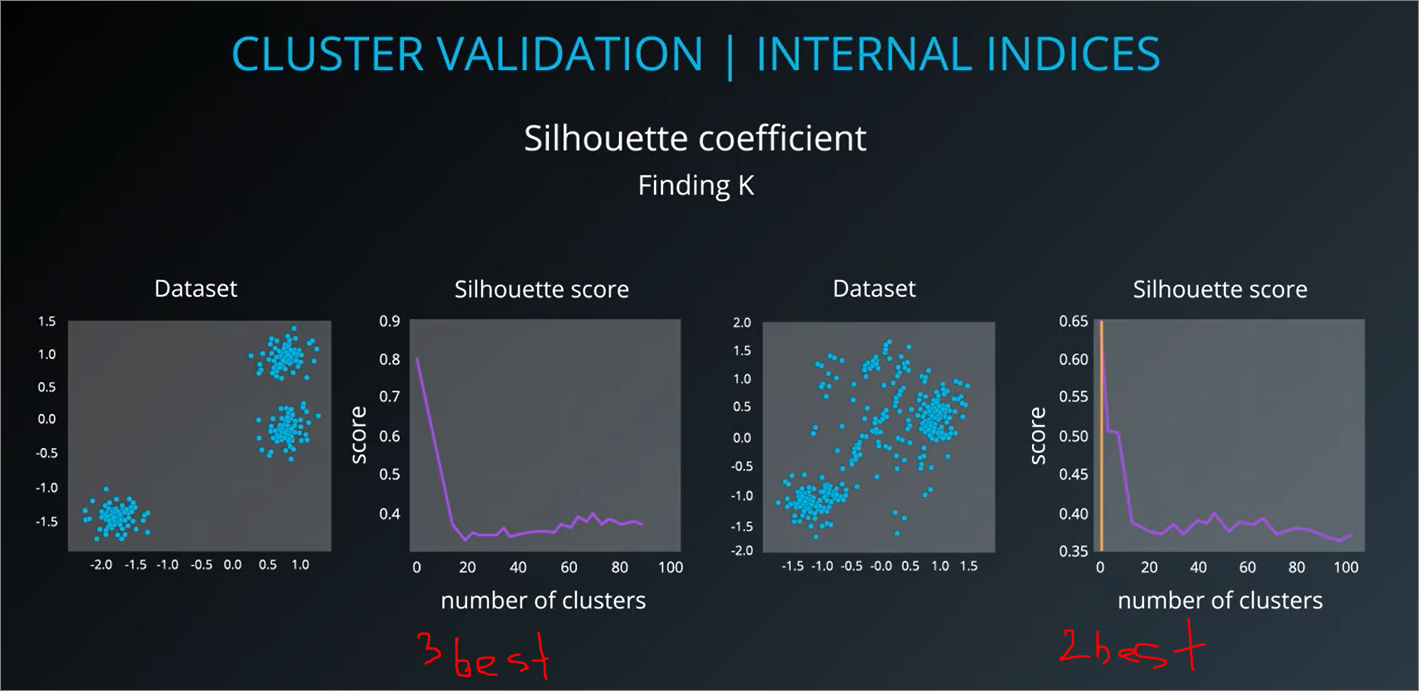 CLUSTER VALIDATION | INTERNAL INDICES
Silhouette coefficient
Finding K
Dataset
1.5
1.0
0.5
0.0
-0.5
-1.0
-1.5
-2.0 -1.5 -1.0 -0.5 0.0 0.5 1.0
Silhouette score
score
0.9
0.8
0.7
0.6
0.5
0.4
0 20 40 60 80 100
number of clusters
3 best
Dataset
2.0
1.5
1.0
0.5
0.0
-0.5
-1.0
-1.5
-2.0
-1.5 -1.0 -0.5 -0.0 0.5 1.0 1.5
Silhouette score
score
0.65
0.60
0.55
0.50
0.45
0.40
0.35
0 20 40 60 80 100
number of clusters
2 best